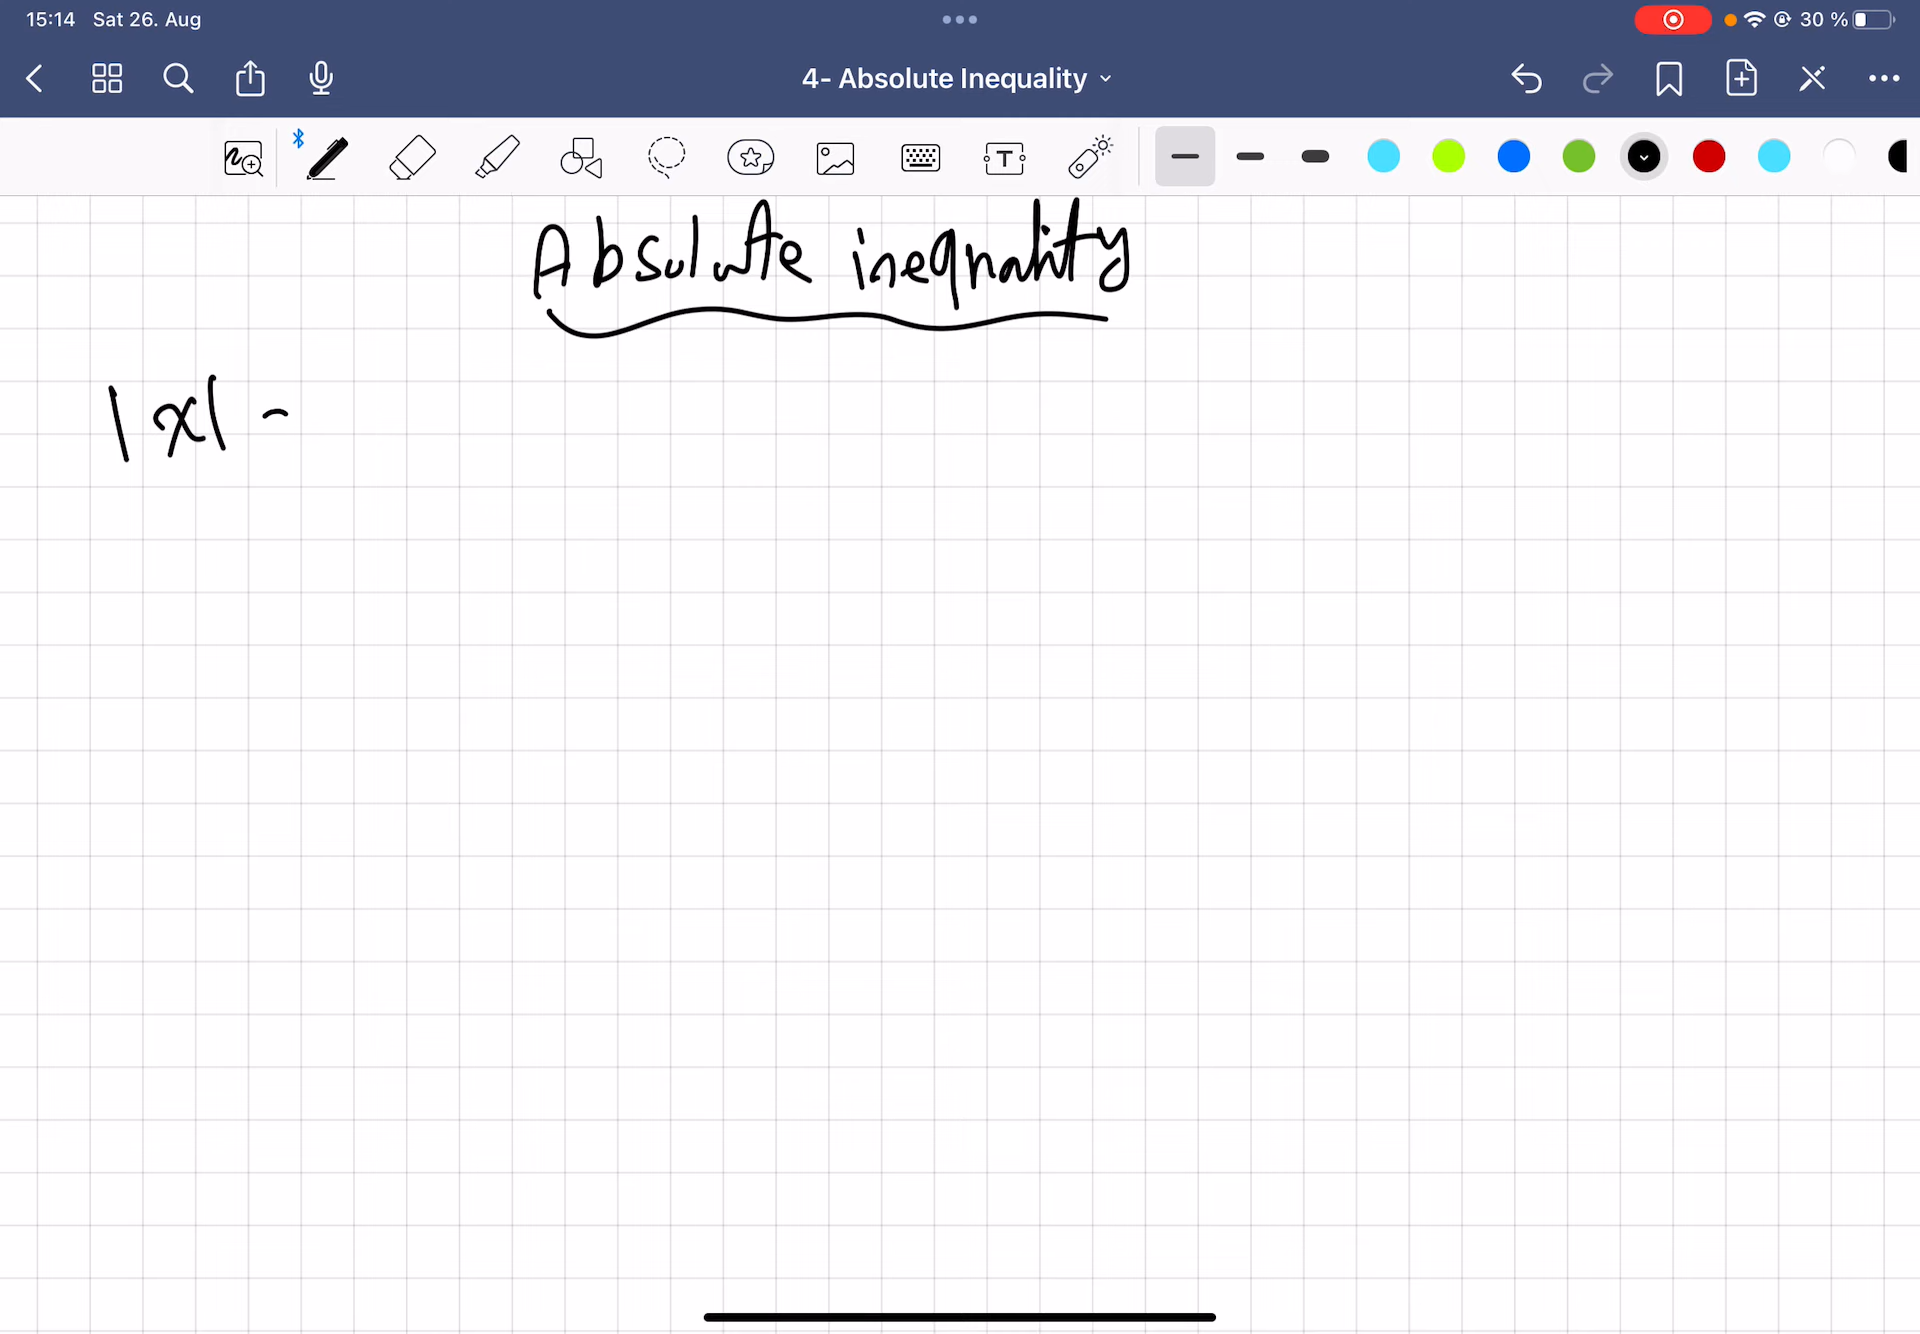 15:14 Sat 26. Aug 30 %
4- Absolute Inequality
T
Absolute inequality
|x| -